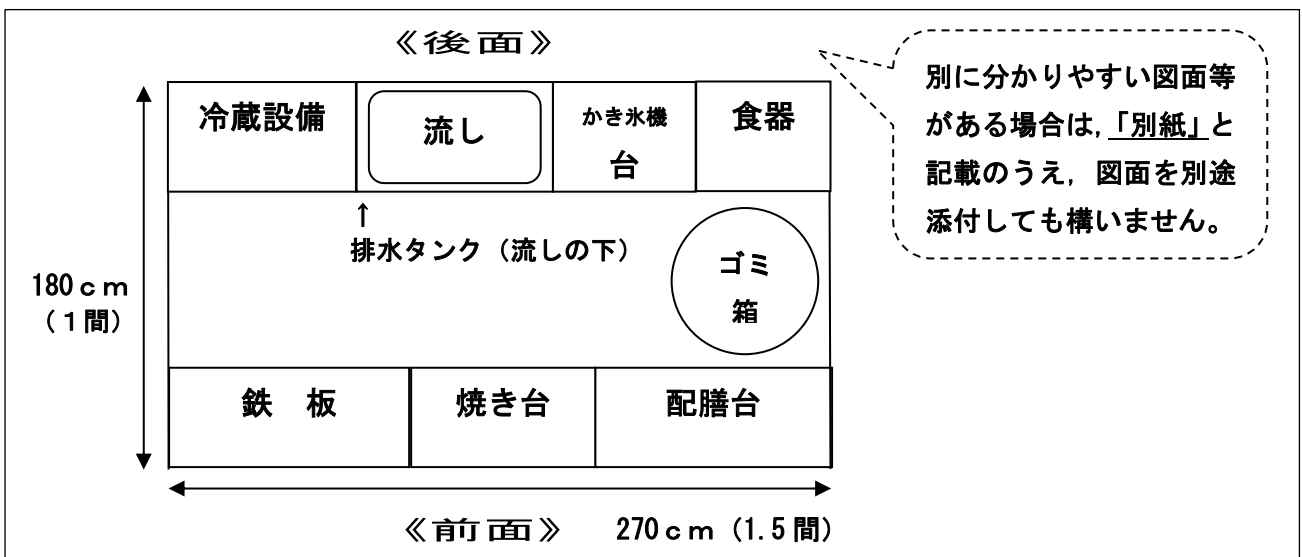 《後面》
冷蔵設備
流し
かき氷機
台
食器
↑
排水タンク（流しの下）
ゴミ
箱
180ｃｍ
（１間）
鉄　板
焼き台
配膳台
《前面》
270ｃｍ（1.5間）
別に分かりやすい図面等
がある場合は，「別紙」と
記載のうえ，図面を別途
添付しても構いません。